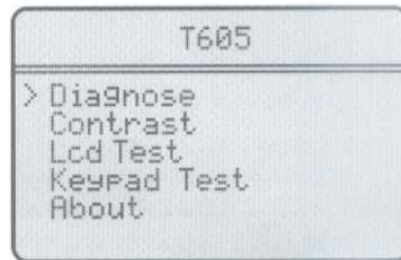 T605
> Diagnose
Contrast
Lcd Test
Keypad Test
About